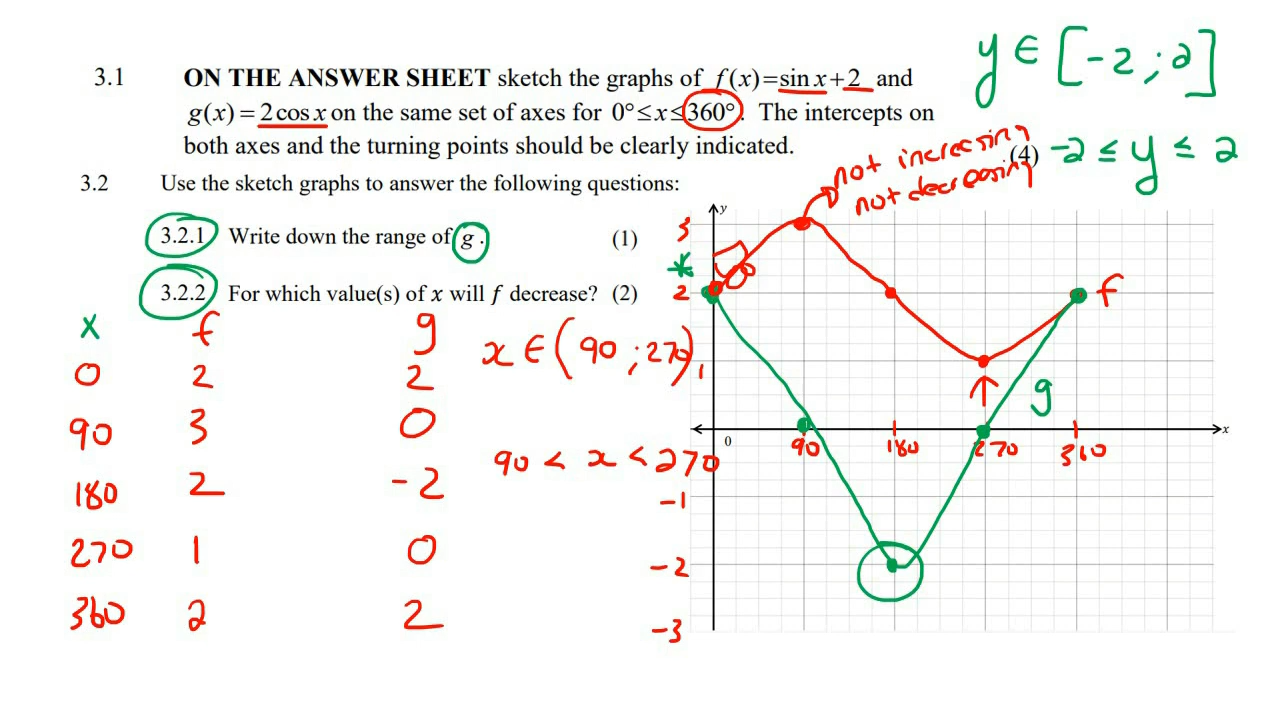 3.1 ON THE ANSWER SHEET sketch the graphs of f(x)=sin x+2 and
g(x)=2cos x on the same set of axes for 0°≤x≤360°. The intercepts on
both axes and the turning points should be clearly indicated. (4)
y ∈ [-2 ; 2]
-2 ≤ y ≤ 2
3.2 Use the sketch graphs to answer the following questions:
3.2.1 Write down the range of g. (1)
3.2.2 For which value(s) of x will f decrease? (2)
x f g
0 2 2
90 3 0
180 2 -2
270 1 0
360 2 2
x ∈ (90 ; 270)
90 < x < 270
not increasing
not decreasing
y
3
2
1
0
90 180 270 360
x
-1
-2
-3
f
g